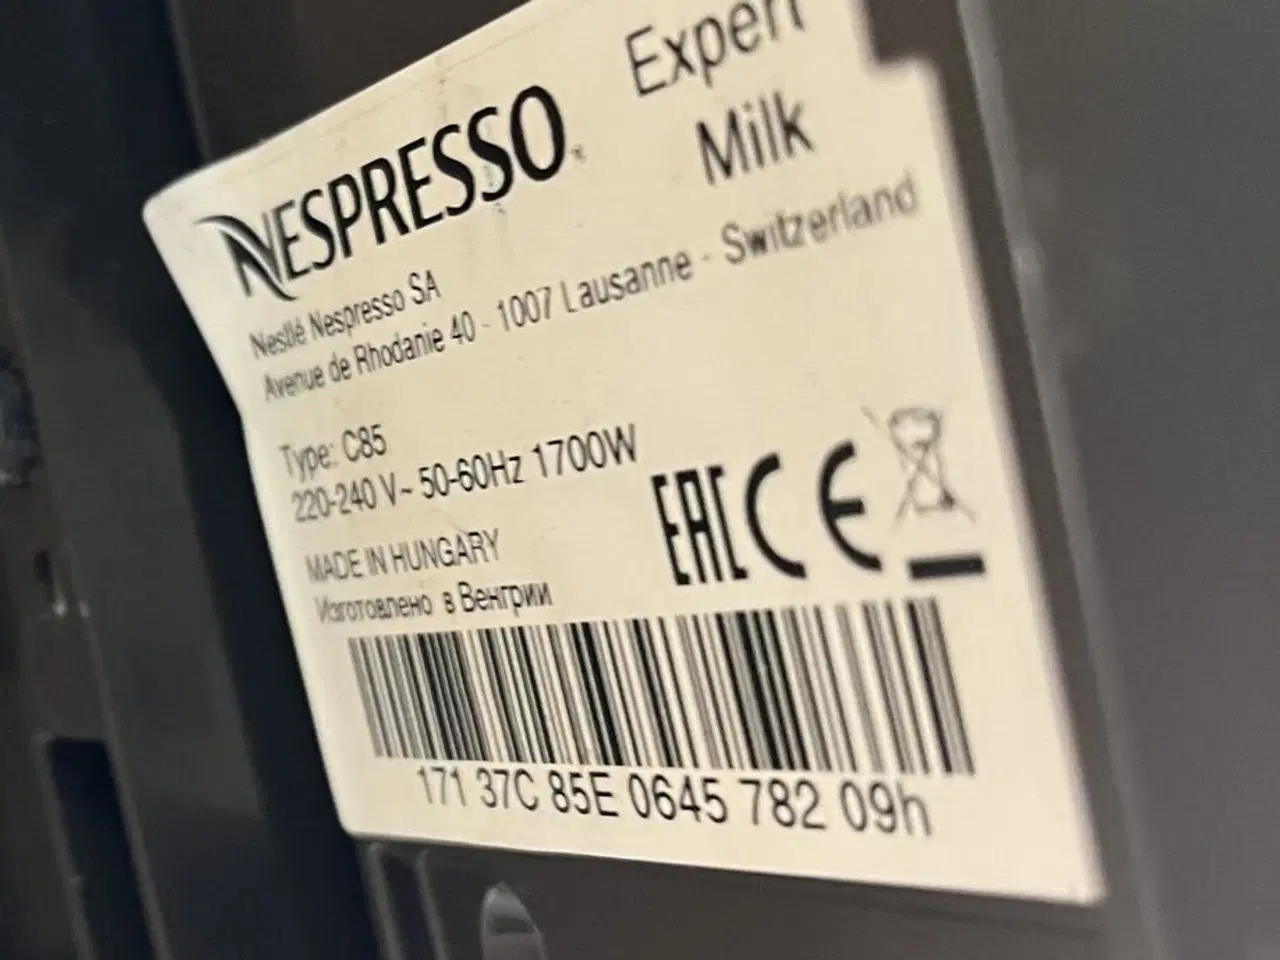 NESPRESSO
Expert
Milk
Nestlé Nespresso SA
Avenue de Rhodanie 40 - 1007 Lausanne - Switzerland
Type: C85
220-240 V~ 50-60Hz 1700W
MADE IN HUNGARY
Изготовлено в Венгрии
EAC CE
171 37C 85E 0645 782 09h